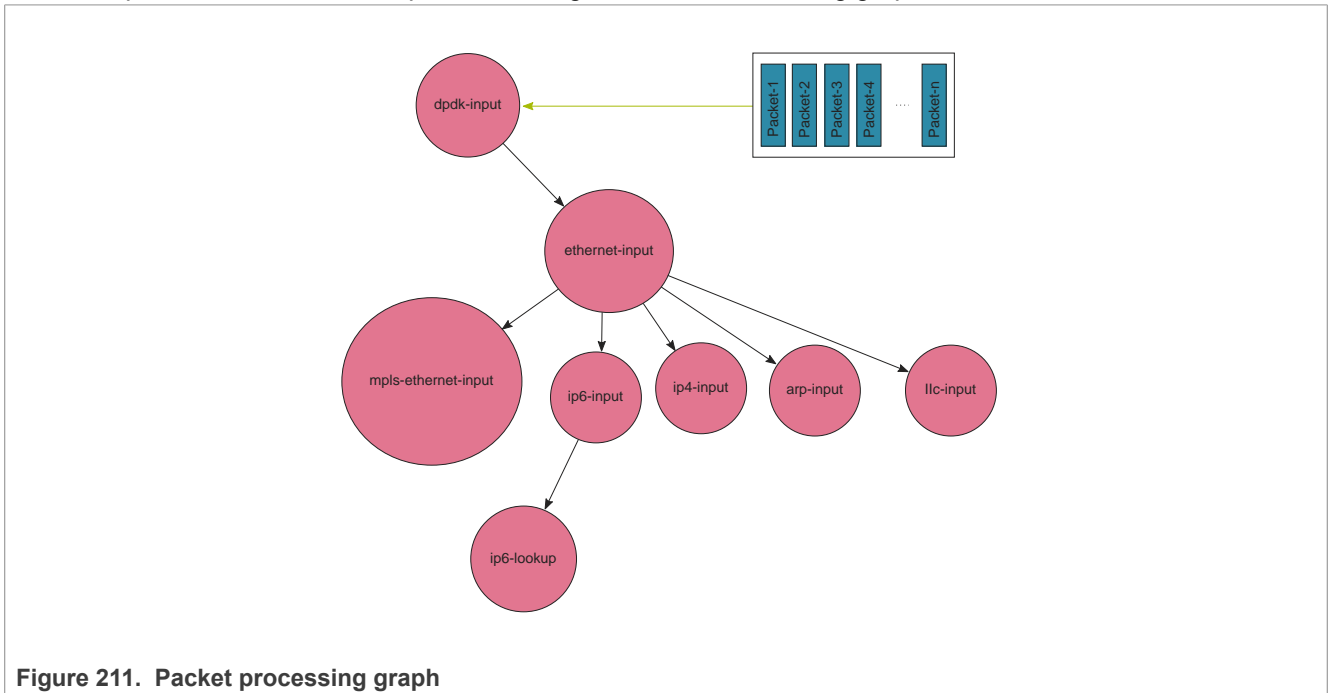 dpdk-input
Packet-1
Packet-2
Packet-3
Packet-4
....
Packet-n
ethernet-input
mpls-ethernet-input
ip6-input
ip4-input
arp-input
llc-input
ip6-lookup
Figure 211. Packet processing graph